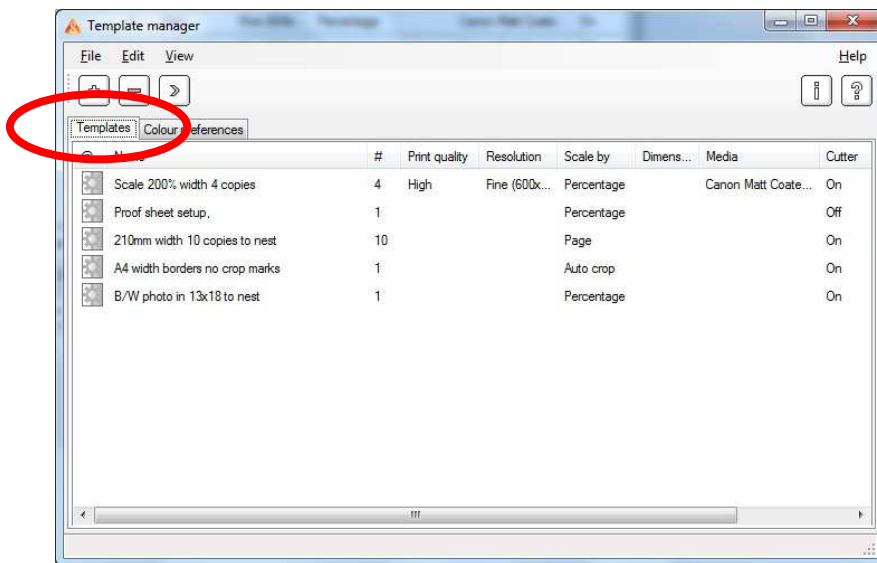 Template manager
File Edit View Help
Templates Colour preferences
# Print quality Resolution Scale by Dimens... Media Cutter
Scale 200% width 4 copies 4 High Fine (600x... Percentage Canon Matt Coate... On
Proof sheet setup, 1 Percentage Off
210mm width 10 copies to nest 10 Page On
A4 width borders no crop marks 1 Auto crop On
B/W photo in 13x18 to nest 1 Percentage On